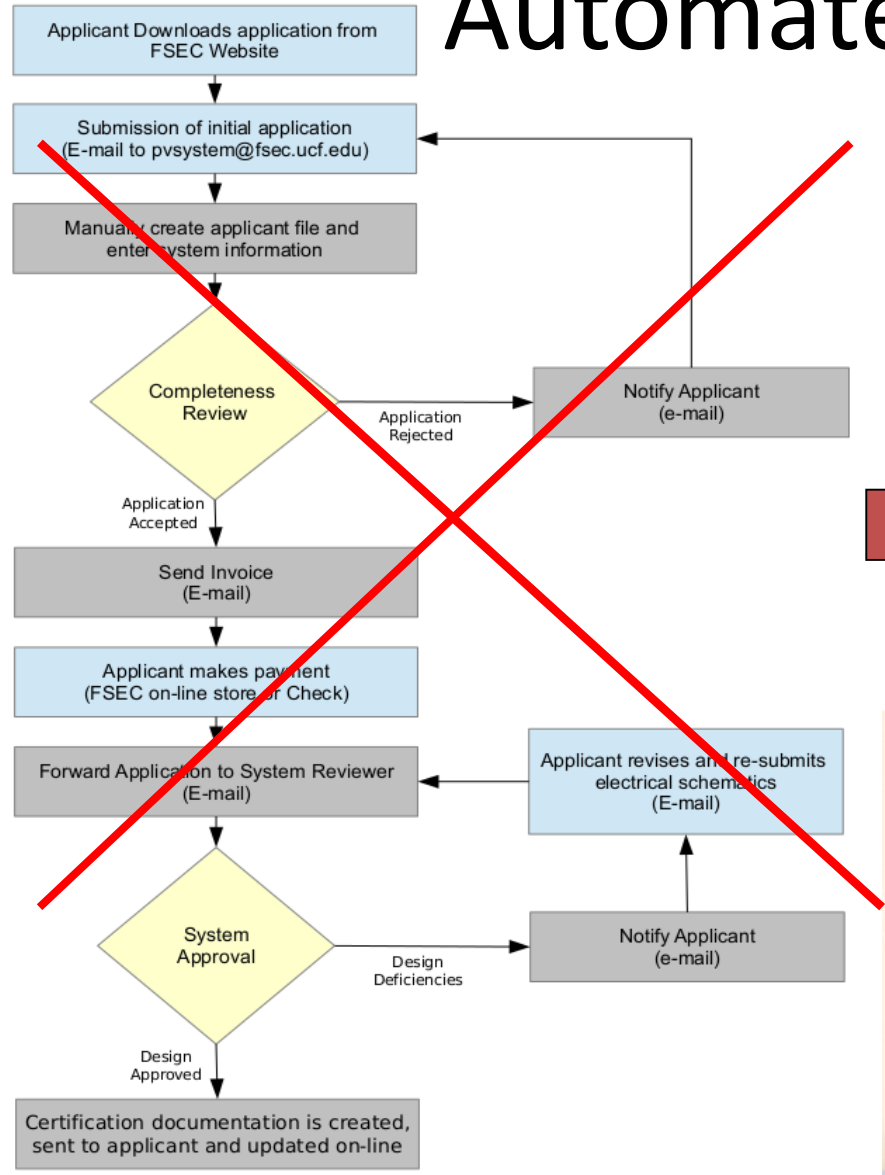 Automate
Applicant Downloads application from
FSEC Website
Submission of initial application
(E-mail to pvsystem@fsec.ucf.edu)
Manually create applicant file and
enter system information
Completeness
Review
Application
Rejected
Notify Applicant
(e-mail)
Application
Accepted
Send Invoice
(E-mail)
Applicant makes payment
(FSEC on-line store or Check)
Forward Application to System Reviewer
(E-mail)
Applicant revises and re-submits
electrical schematics
(E-mail)
System
Approval
Design
Deficiencies
Notify Applicant
(e-mail)
Design
Approved
Certification documentation is created,
sent to applicant and updated on-line